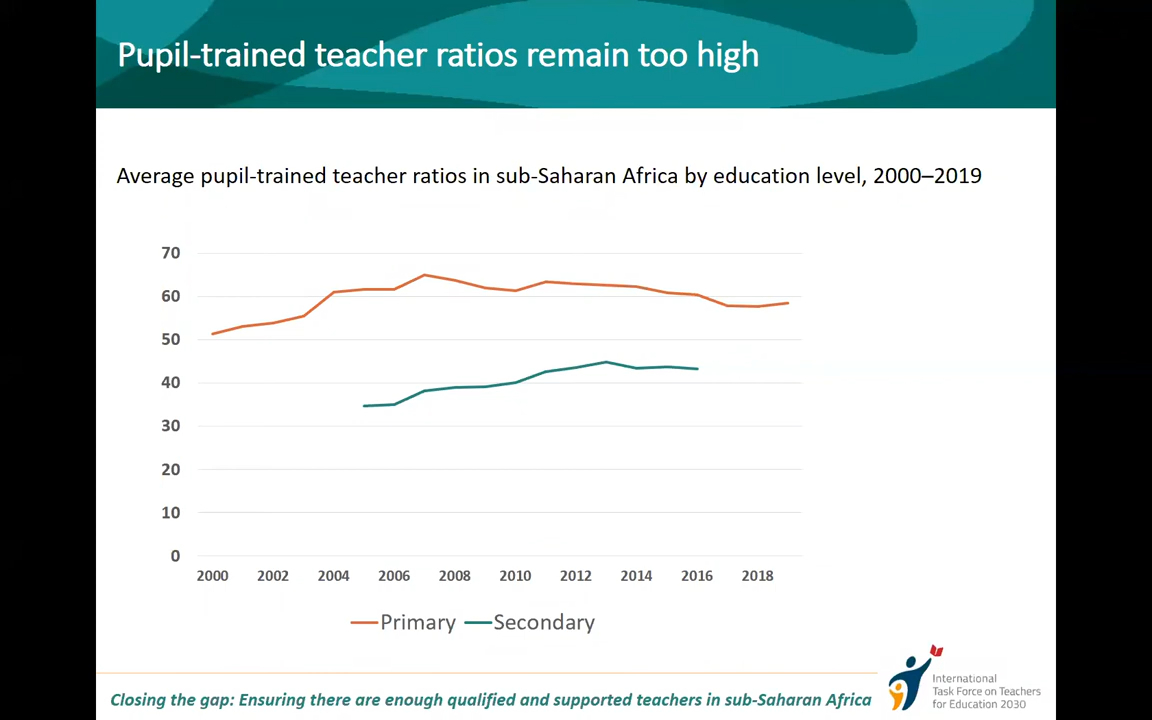 Pupil-trained teacher ratios remain too high
Average pupil-trained teacher ratios in sub-Saharan Africa by education level, 2000–2019
70
60
50
40
30
20
10
0
2000 2002 2004 2006 2008 2010 2012 2014 2016 2018
Primary Secondary
Closing the gap: Ensuring there are enough qualified and supported teachers in sub-Saharan Africa
International
Task Force on Teachers
for Education 2030